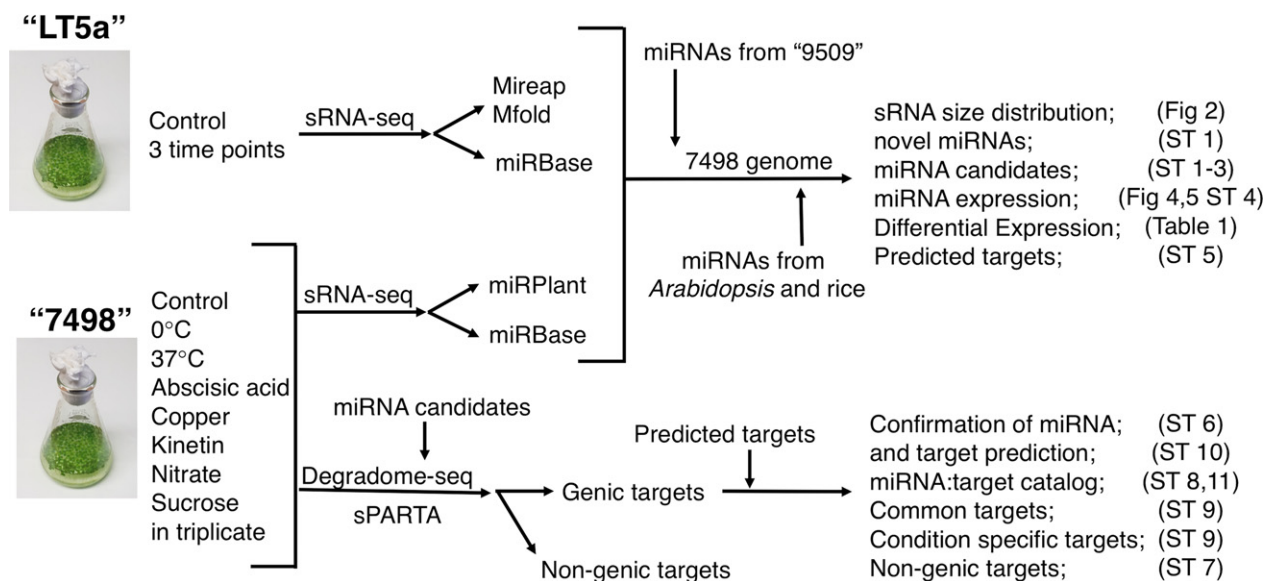 “LT5a”
Control
3 time points
sRNA-seq
Mireap
Mfold
miRBase
miRNAs from “9509”
7498 genome
miRNAs from
Arabidopsis and rice
sRNA size distribution; (Fig 2)
novel miRNAs; (ST 1)
miRNA candidates; (ST 1-3)
miRNA expression; (Fig 4,5 ST 4)
Differential Expression; (Table 1)
Predicted targets; (ST 5)
“7498”
Control
0°C
37°C
Abscisic acid
Copper
Kinetin
Nitrate
Sucrose
in triplicate
sRNA-seq
miRPlant
miRBase
miRNA candidates
Degradome-seq
sPARTA
Genic targets
Non-genic targets
Predicted targets
Confirmation of miRNA; (ST 6)
and target prediction; (ST 10)
miRNA:target catalog; (ST 8,11)
Common targets; (ST 9)
Condition specific targets; (ST 9)
Non-genic targets; (ST 7)